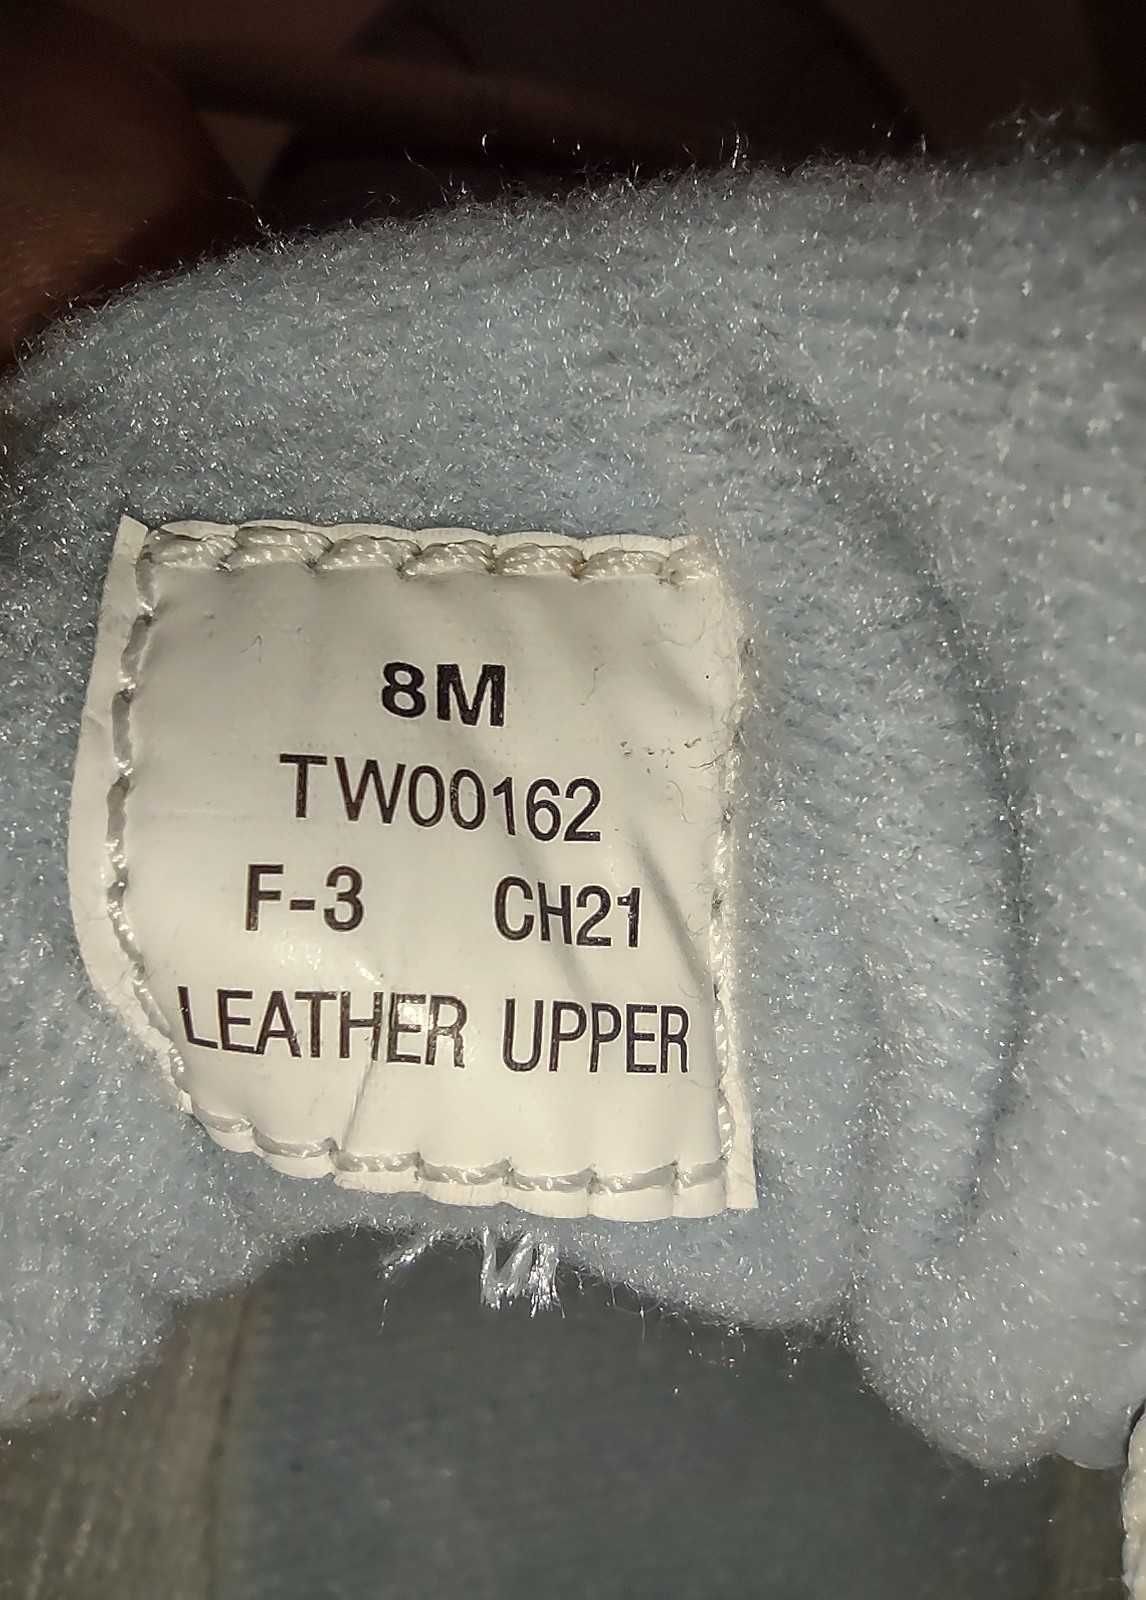 8M
TW00162
F-3 CH21
LEATHER UPPER